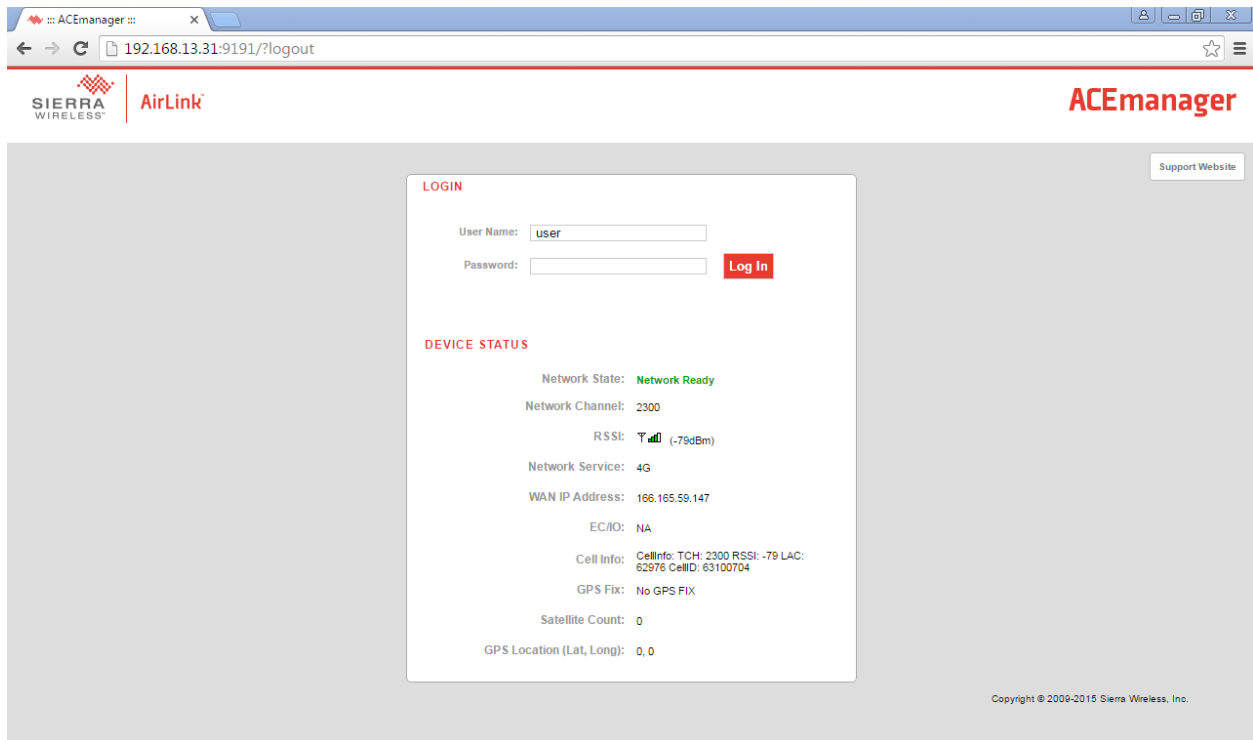 ::: ACEmanager :::
192.168.13.31:9191/?logout
SIERRA
WIRELESS™
AirLink™
ACEmanager
Support Website
LOGIN
User Name: user
Password:
Log In
DEVICE STATUS
Network State: Network Ready
Network Channel: 2300
RSSI: (-79dBm)
Network Service: 4G
WAN IP Address: 166.165.59.147
EC/IO: NA
Cell Info: CellInfo: TCH: 2300 RSSI: -79 LAC:
62976 CellID: 63100704
GPS Fix: No GPS FIX
Satellite Count: 0
GPS Location (Lat, Long): 0, 0
Copyright © 2009-2015 Sierra Wireless, Inc.